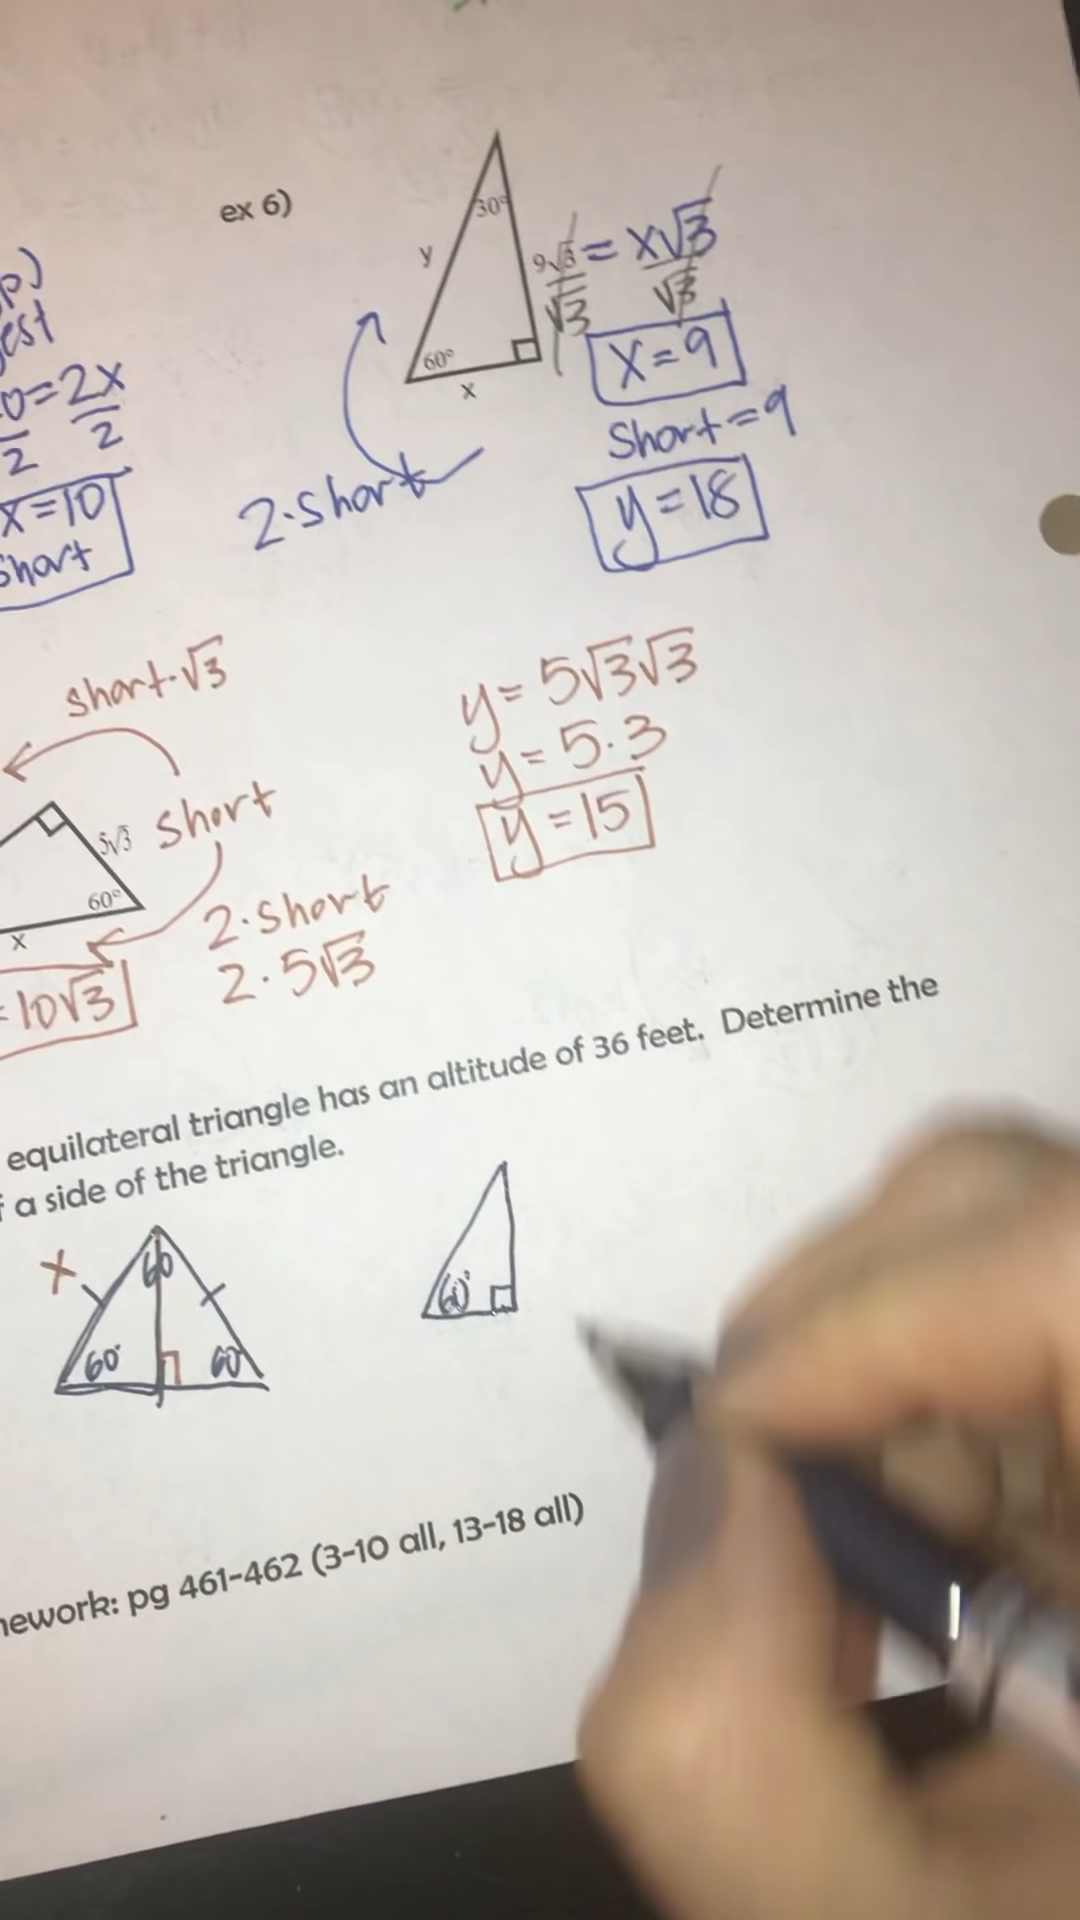 ex 6)
30°
y
9√3 = x√3
√3 √3
60°
x
x = 9
Short = 9
2·Short
y = 18
= 2x
2 2
x = 10
short
short·√3
y = 5√3√3
y = 5·3
y = 15
5√3
short
60°
x
2·short
2·5√3
= 10√3
equilateral triangle has an altitude of 36 feet. Determine the
a side of the triangle.
x
60
60°
60
60°
pg 461-462 (3-10 all, 13-18 all)